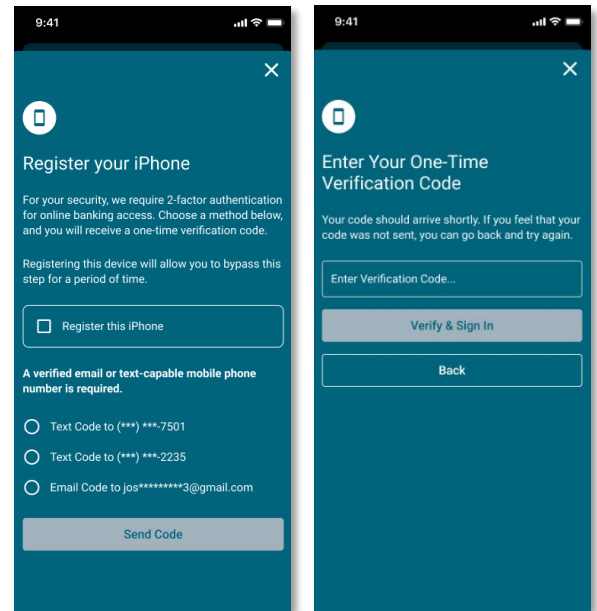 9:41
Register your iPhone
For your security, we require 2-factor authentication
for online banking access. Choose a method below,
and you will receive a one-time verification code.
Registering this device will allow you to bypass this
step for a period of time.
Register this iPhone
A verified email or text-capable mobile phone
number is required.
Text Code to (***) ***-7501
Text Code to (***) ***-2235
Email Code to jos*********3@gmail.com
Send Code
9:41
Enter Your One-Time
Verification Code
Your code should arrive shortly. If you feel that your
code was not sent, you can go back and try again.
Enter Verification Code...
Verify & Sign In
Back